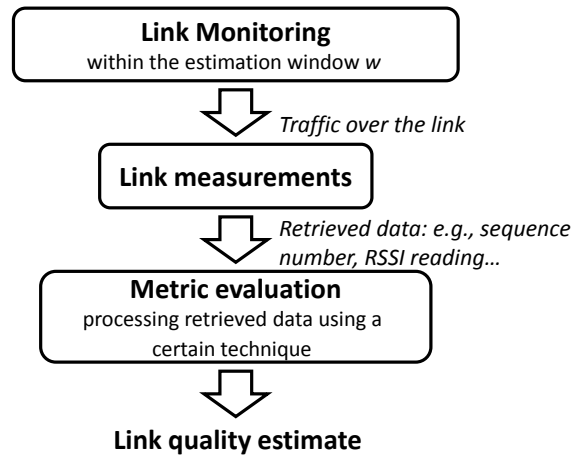 Link Monitoring
within the estimation window w
Traffic over the link
Link measurements
Retrieved data: e.g., sequence
number, RSSI reading...
Metric evaluation
processing retrieved data using a
certain technique
Link quality estimate